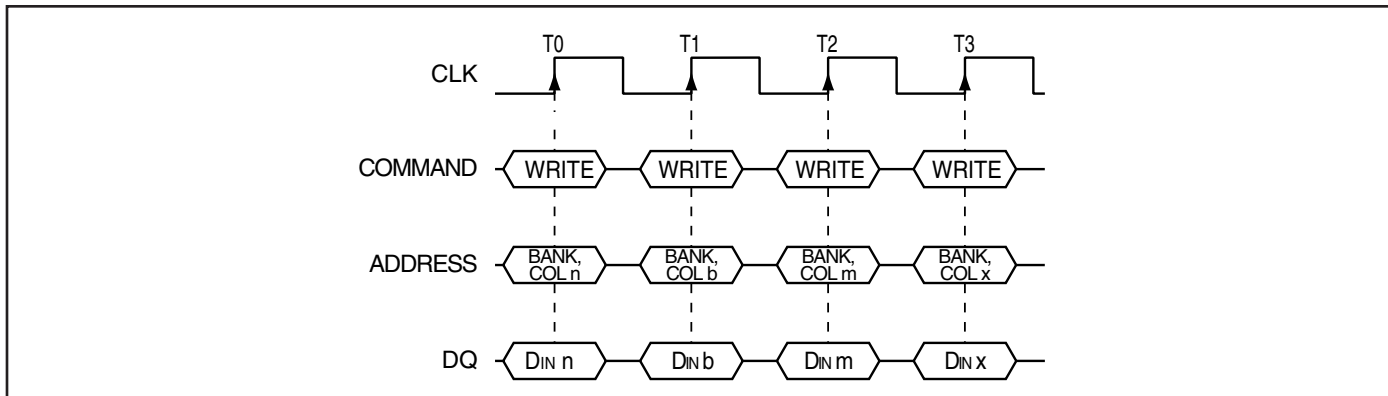 T0 T1 T2 T3
CLK
COMMAND WRITE WRITE WRITE WRITE
ADDRESS BANK, COL n BANK, COL b BANK, COL m BANK, COL x
DQ DIN n DIN b DIN m DIN x